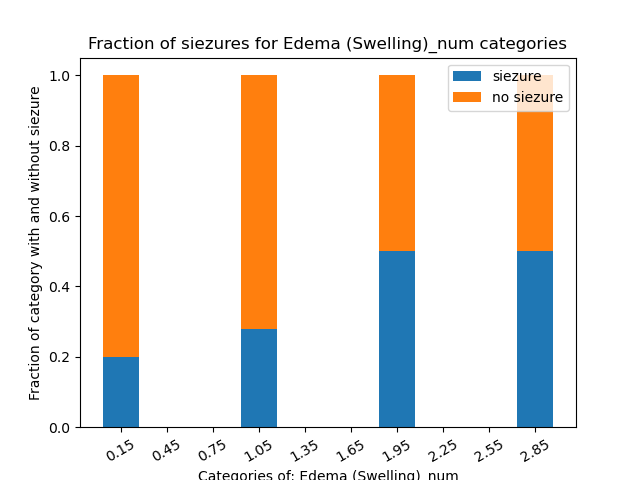 Fraction of siezures for Edema (Swelling)_num categories
siezure
no siezure
Fraction of category with and without siezure
1.0
0.8
0.6
0.4
0.2
0.0
0.15 0.45 0.75 1.05 1.35 1.65 1.95 2.25 2.55 2.85
Categories of: Edema (Swelling)_num